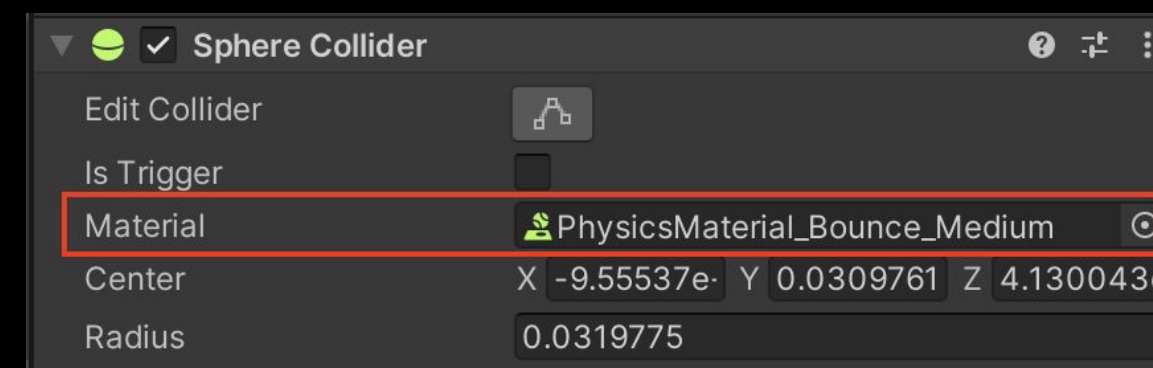 Sphere Collider
Edit Collider
Is Trigger
Material PhysicsMaterial_Bounce_Medium
Center X -9.55537e- Y 0.0309761 Z 4.130043
Radius 0.0319775